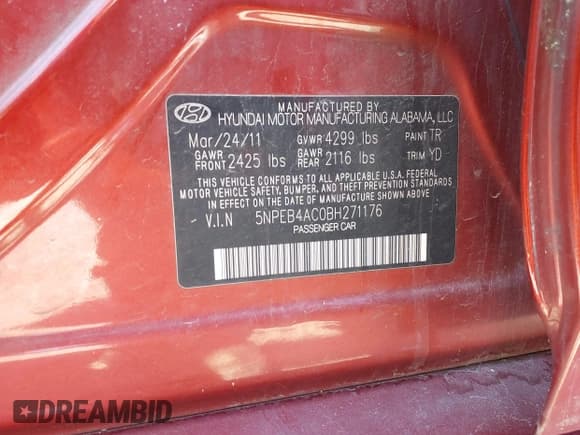 MANUFACTURED BY
HYUNDAI MOTOR MANUFACTURING ALABAMA, LLC
Mar/24/11 GVWR 4299 lbs PAINT TR
GAWR FRONT 2425 lbs GAWR REAR 2116 lbs TRIM YD
THIS VEHICLE CONFORMS TO ALL APPLICABLE U.S.A. FEDERAL
MOTOR VEHICLE SAFETY, BUMPER, AND THEFT PREVENTION STANDARDS
IN EFFECT ON THE DATE OF MANUFACTURE SHOWN ABOVE
V.I.N 5NPEB4AC0BH271176
PASSENGER CAR
DREAMBID